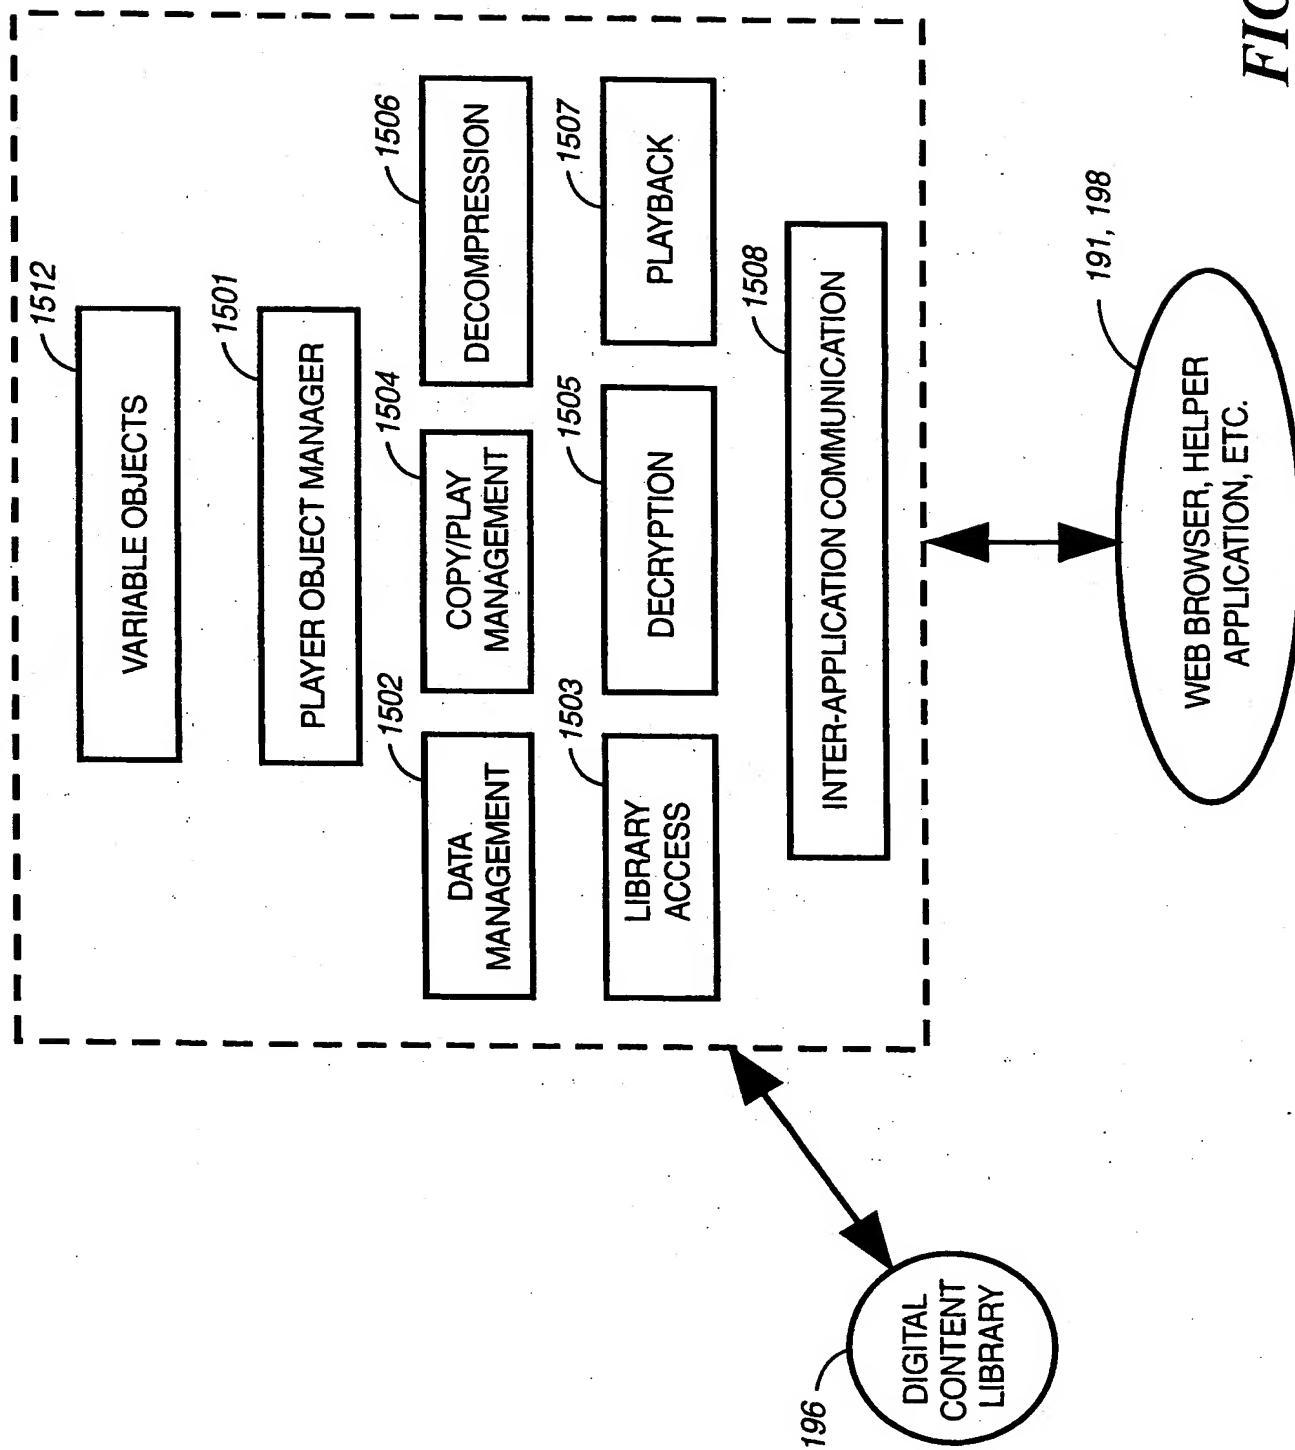 1512
VARIABLE OBJECTS
1501
PLAYER OBJECT MANAGER
1502
DATA
MANAGEMENT
1504
COPY/PLAY
MANAGEMENT
1506
DECOMPRESSION
1503
LIBRARY
ACCESS
1505
DECRYPTION
1507
PLAYBACK
1508
INTER-APPLICATION COMMUNICATION
196
DIGITAL
CONTENT
LIBRARY
191, 198
WEB BROWSER, HELPER
APPLICATION, ETC.